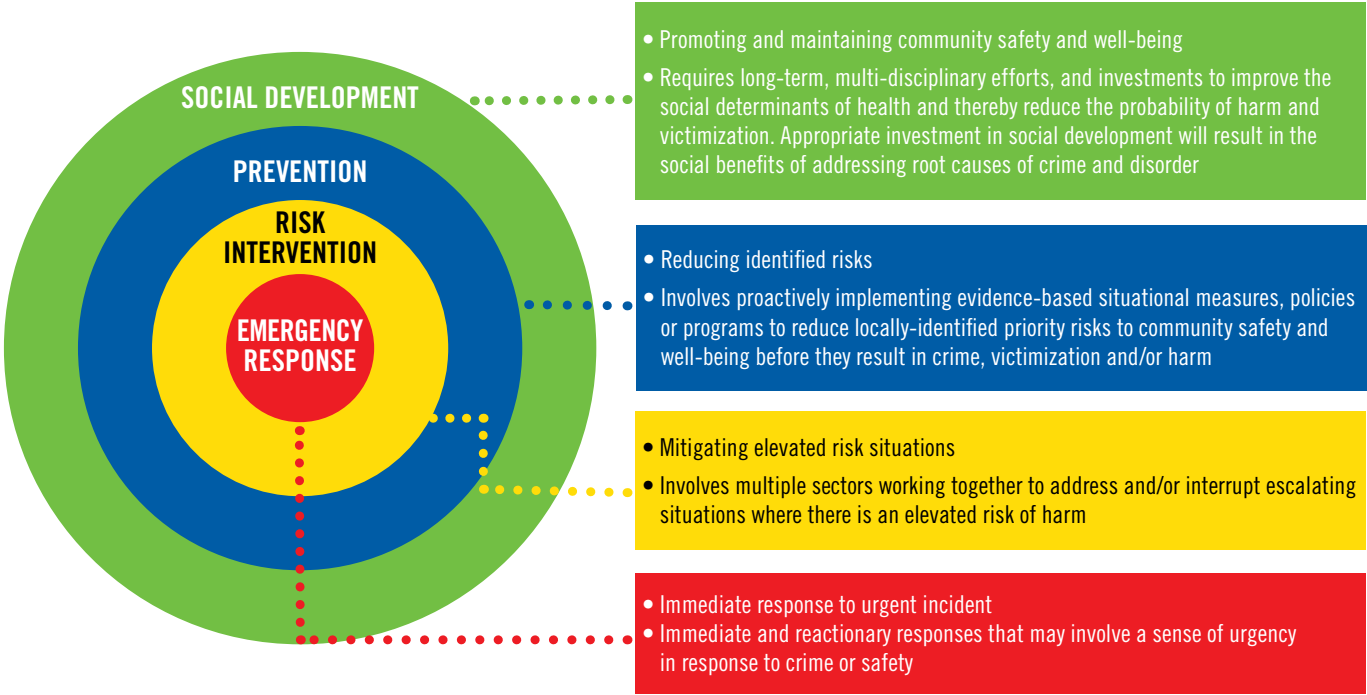 SOCIAL DEVELOPMENT
PREVENTION
RISK
INTERVENTION
EMERGENCY
RESPONSE
• Promoting and maintaining community safety and well-being
• Requires long-term, multi-disciplinary efforts, and investments to improve the
social determinants of health and thereby reduce the probability of harm and
victimization. Appropriate investment in social development will result in the
social benefits of addressing root causes of crime and disorder
• Reducing identified risks
• Involves proactively implementing evidence-based situational measures, policies
or programs to reduce locally-identified priority risks to community safety and
well-being before they result in crime, victimization and/or harm
• Mitigating elevated risk situations
• Involves multiple sectors working together to address and/or interrupt escalating
situations where there is an elevated risk of harm
• Immediate response to urgent incident
• Immediate and reactionary responses that may involve a sense of urgency
in response to crime or safety